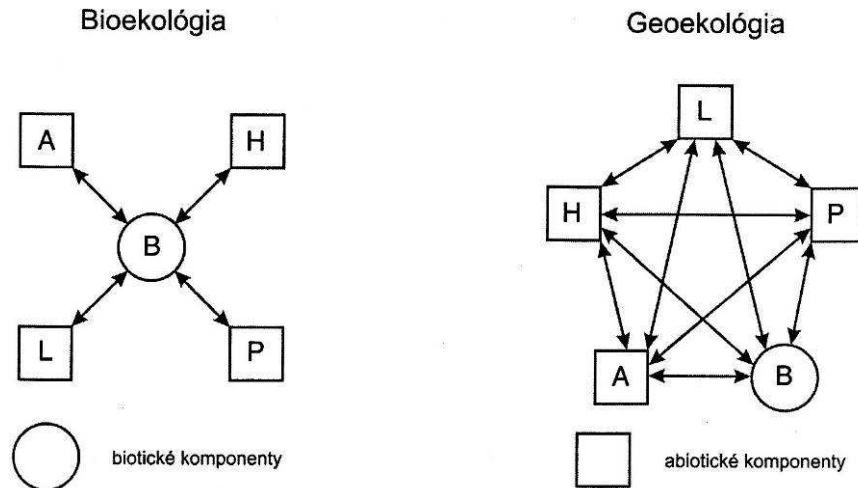 Bioekológia
Geoekológia
A
H
B
L
P
L
H
P
A
B
biotické komponenty
abiotické komponenty